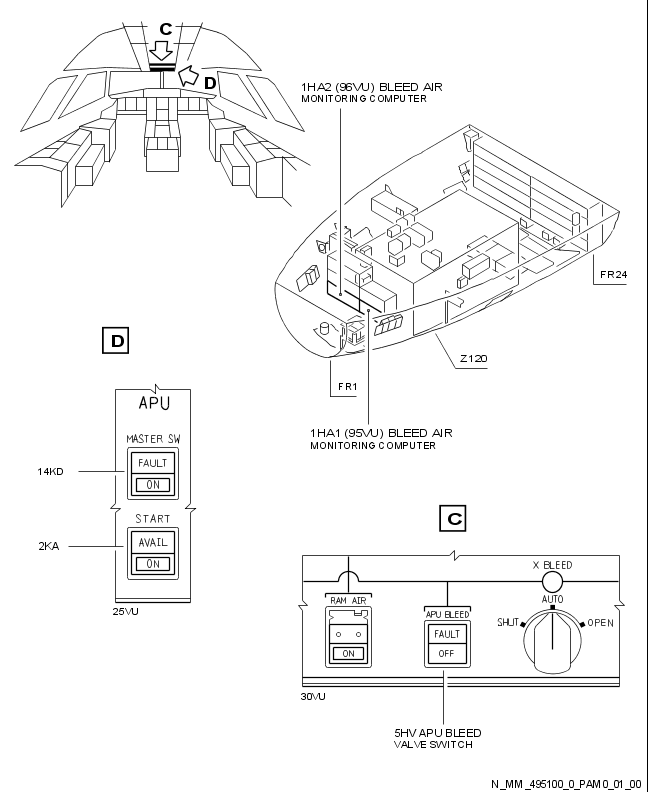 C
D
1HA2 (96VU) BLEED AIR
MONITORING COMPUTER
FR24
Z120
FR1
1HA1 (95VU) BLEED AIR
MONITORING COMPUTER
D
APU
MASTER SW
FAULT
14KD
ON
START
2KA
AVAIL
ON
25VU
C
X BLEED
AUTO
RAM AIR
APU BLEED
SHUT
OPEN
FAULT
ON
OFF
30VU
5HV APU BLEED
VALVE SWITCH
N_MM_495100_0_PAM0_01_00